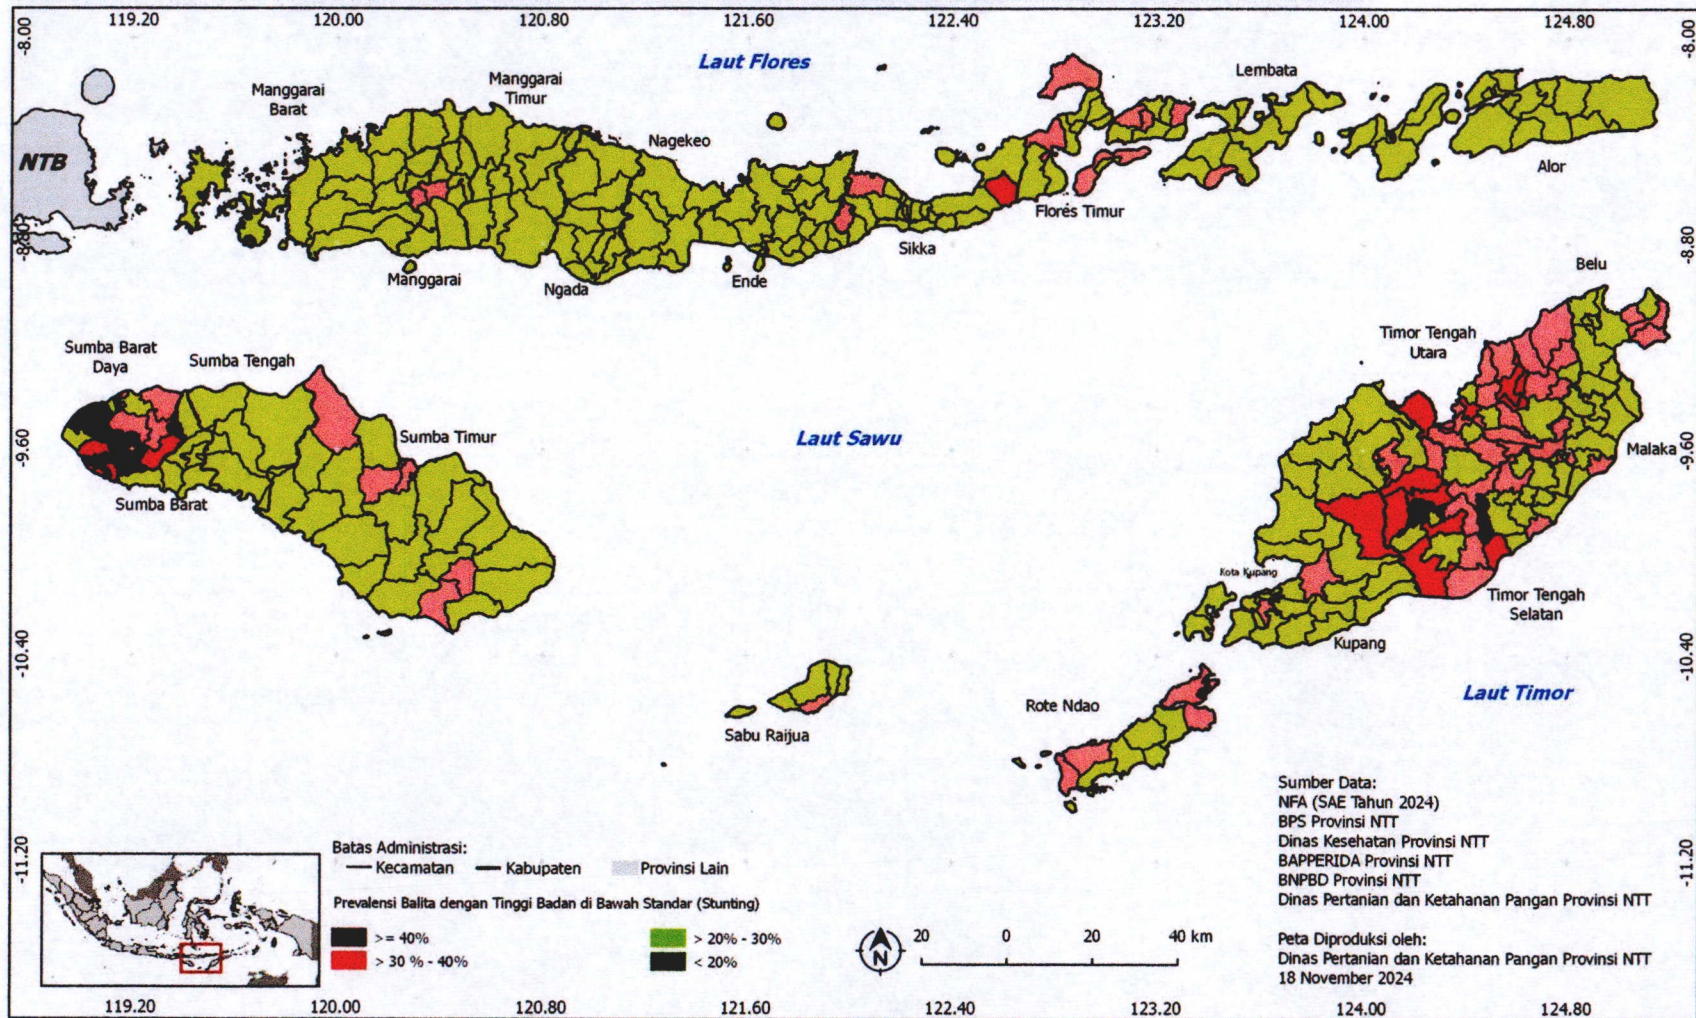 119.20 120.00 120.80 121.60 122.40 123.20 124.00 124.80
-8.00
-8.00
Laut Flores
Manggarai
Barat
Manggarai
Timur
Nagekeo
Lembata
NTB
Alor
Flores Timur
-8.80
-8.80
Sikka
Manggarai
Ngada
Ende
Belu
Sumba Barat
Daya
Sumba Tengah
Timor Tengah
Utara
-9.60
Sumba Timur
Laut Sawu
-9.60
Malaka
Sumba Barat
Kota Kupang
Timor Tengah
Selatan
Kupang
-10.40
-10.40
Laut Timor
Rote Ndao
Sabu Raijua
Sumber Data:
NFA (SAE Tahun 2024)
BPS Provinsi NTT
Dinas Kesehatan Provinsi NTT
BAPPERIDA Provinsi NTT
BNPBD Provinsi NTT
Dinas Pertanian dan Ketahanan Pangan Provinsi NTT
Peta Diproduksi oleh:
Dinas Pertanian dan Ketahanan Pangan Provinsi NTT
18 November 2024
-11.20
-11.20
Batas Administrasi:
Kecamatan Kabupaten Provinsi Lain
Prevalensi Balita dengan Tinggi Badan di Bawah Standar (Stunting)
>= 40% > 20% - 30%
> 30 % - 40% < 20%
N
20 0 20 40 km
119.20 120.00 120.80 121.60 122.40 123.20 124.00 124.80